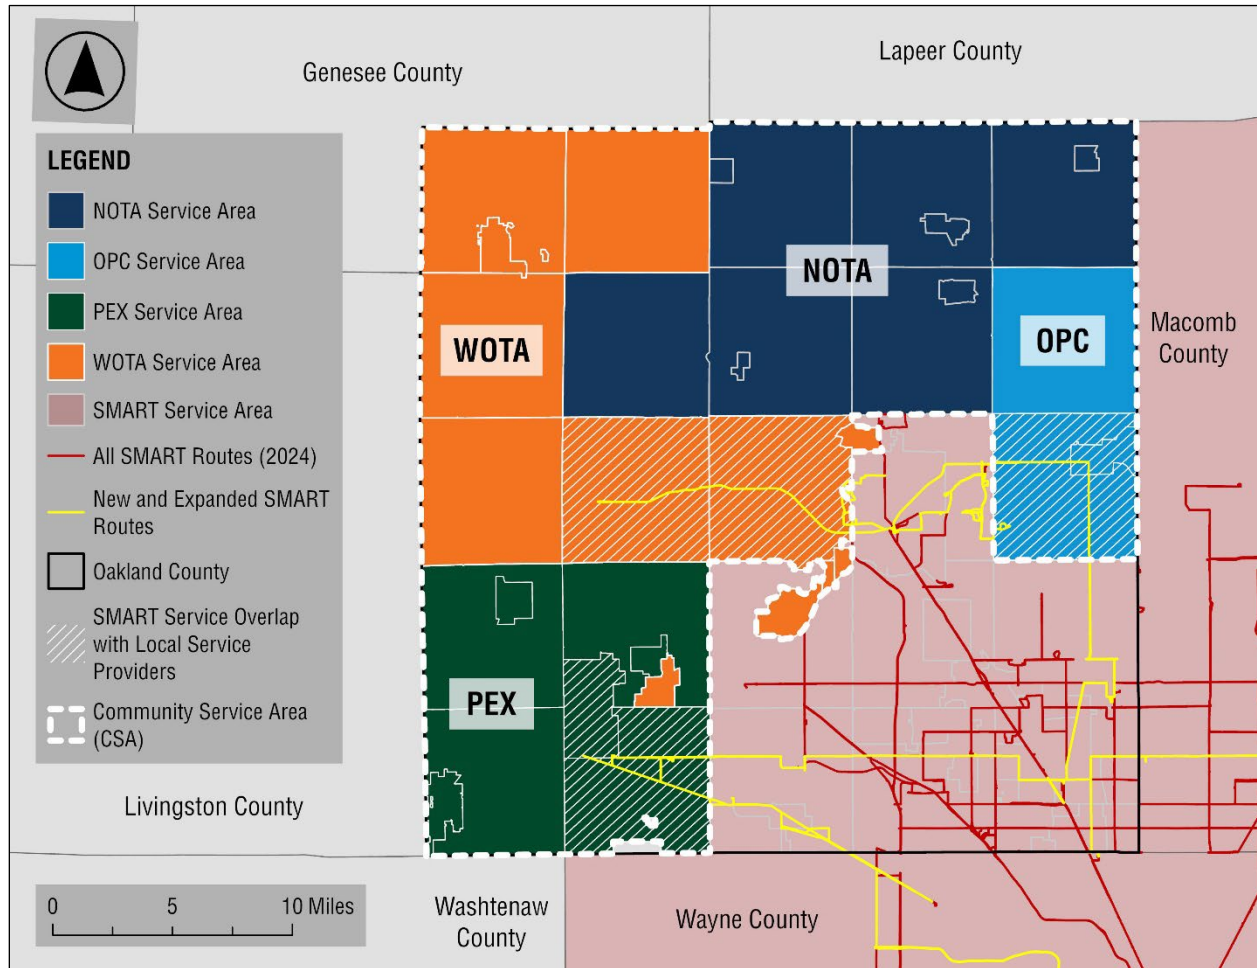 Genesee County
Lapeer County
LEGEND
NOTA Service Area
OPC Service Area
PEX Service Area
WOTA Service Area
SMART Service Area
All SMART Routes (2024)
New and Expanded SMART
Routes
Oakland County
SMART Service Overlap
with Local Service
Providers
Community Service Area
(CSA)
NOTA
WOTA
OPC
Macomb
County
PEX
Livingston County
0 5 10 Miles
Washtenaw
County
Wayne County